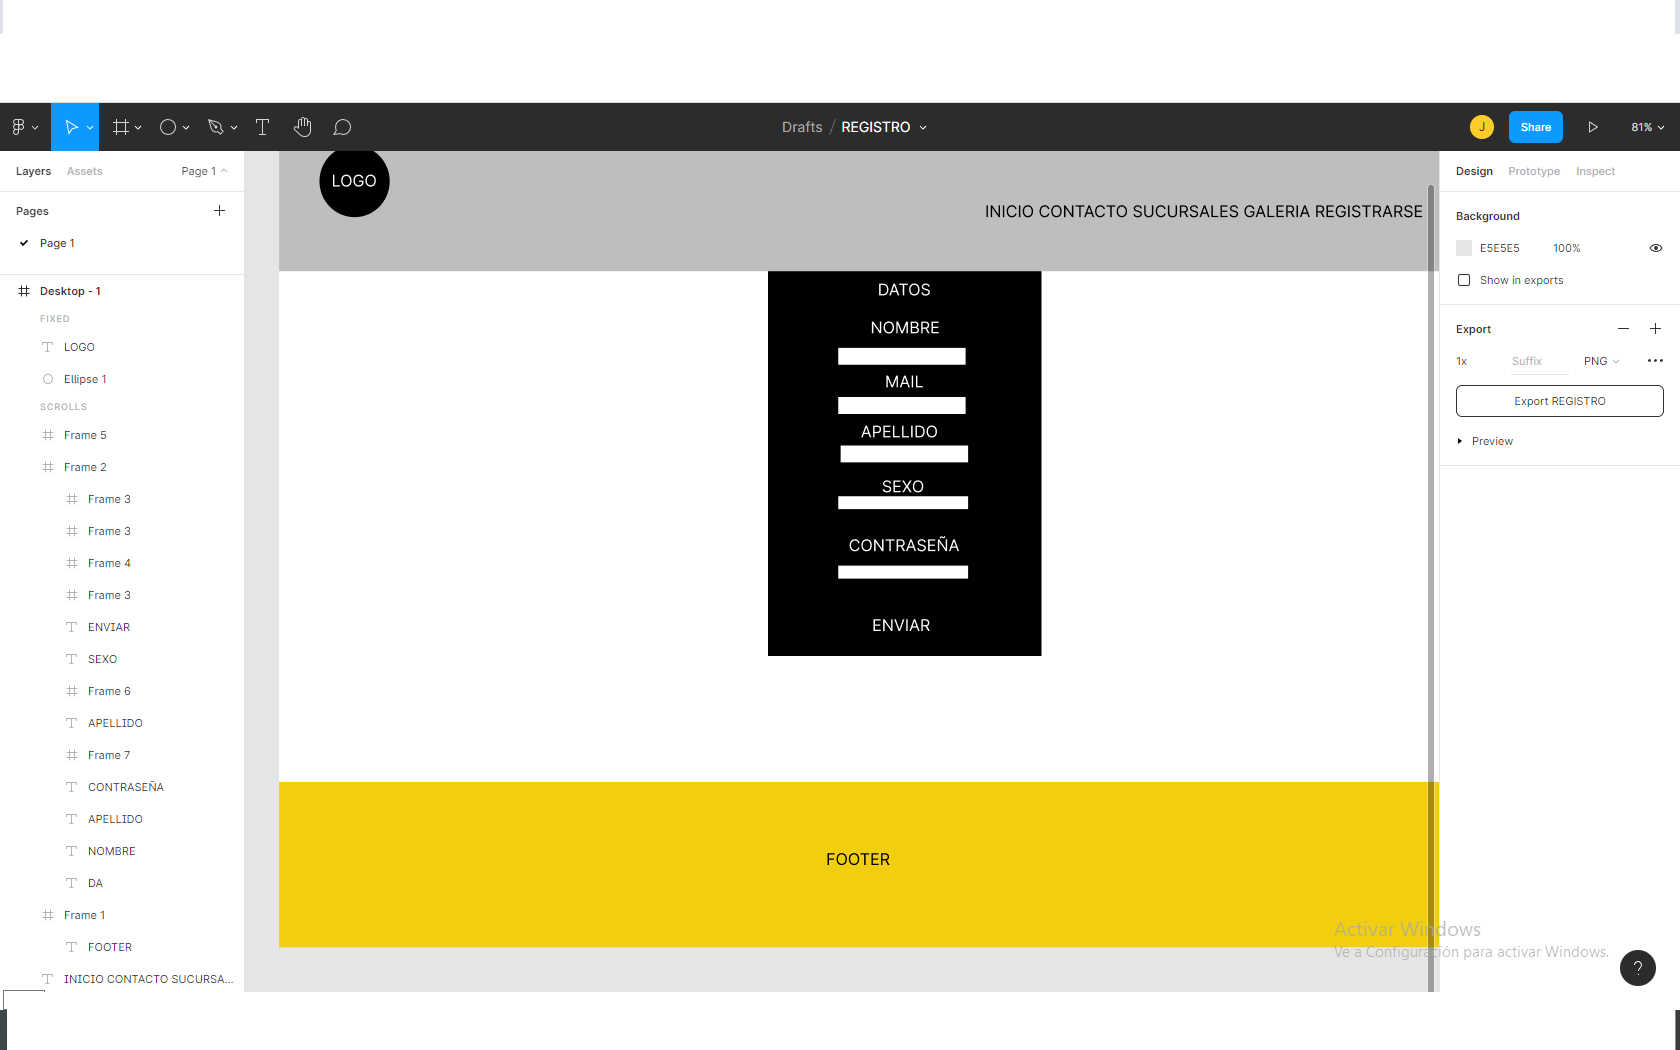 Drafts / REGISTRO
J
Share
81%
Layers Assets Page 1
Pages
Page 1
Desktop - 1
FIXED
LOGO
Ellipse 1
SCROLLS
Frame 5
Frame 2
Frame 3
Frame 3
Frame 4
Frame 3
ENVIAR
SEXO
Frame 6
APELLIDO
Frame 7
CONTRASEÑA
APELLIDO
NOMBRE
DA
Frame 1
FOOTER
INICIO CONTACTO SUCURSA...
LOGO
INICIO CONTACTO SUCURSALES GALERIA REGISTRARSE
DATOS
NOMBRE
MAIL
APELLIDO
SEXO
CONTRASEÑA
ENVIAR
FOOTER
Design Prototype Inspect
Background
E5E5E5 100%
Show in exports
Export
1x Suffix PNG
Export REGISTRO
Preview
Activar Windows
Ve a Configuración para activar Windows.
?